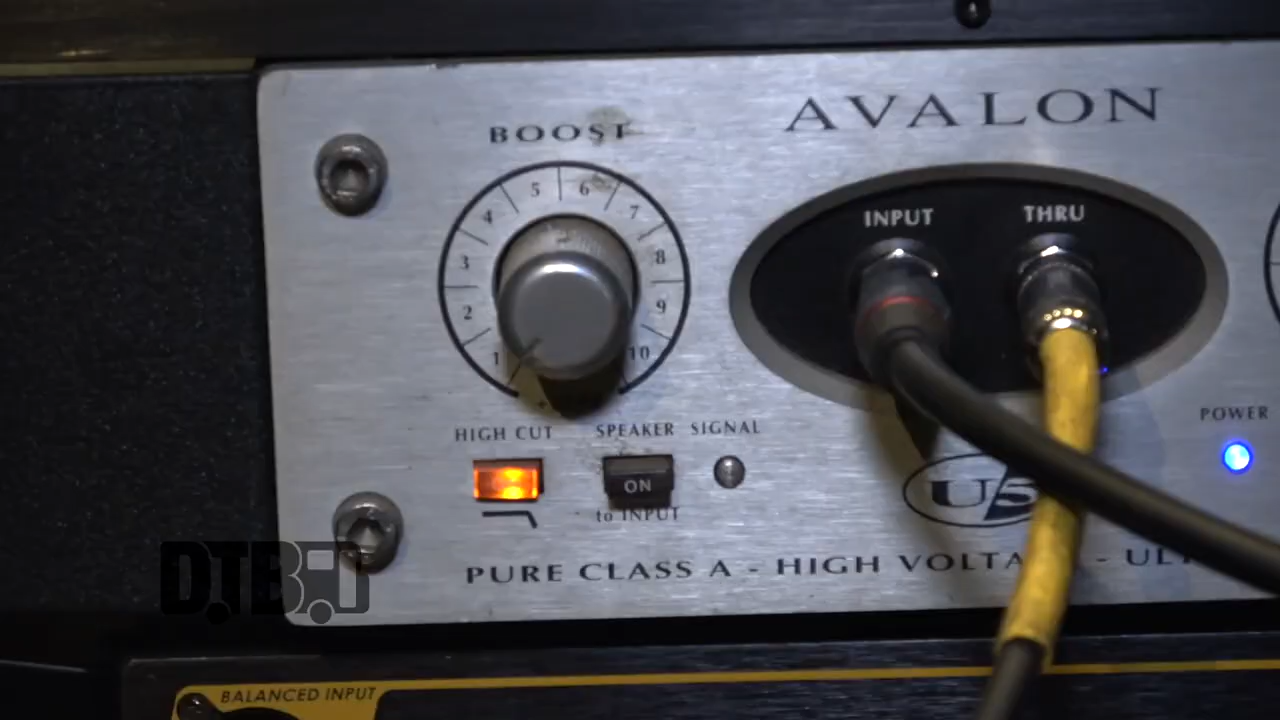 AVALON
BOOST
1 2 3 4 5 6 7 8 9 10
INPUT THRU
HIGH CUT
SPEAKER
SIGNAL
POWER
ON
to INPUT
U5
PURE CLASS A - HIGH
DTB
BALANCED INPUT